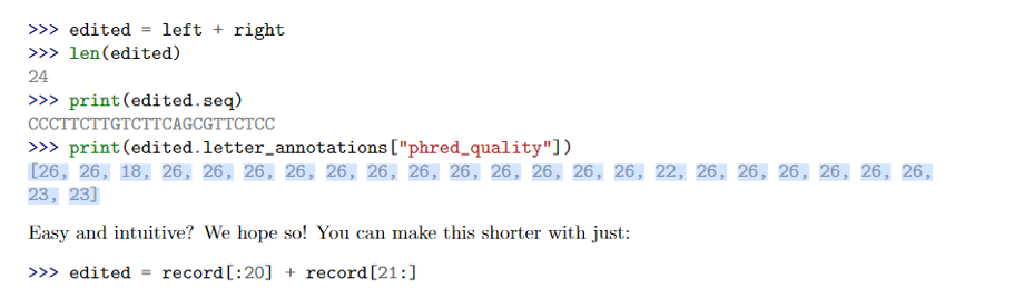 >>> edited = left + right
>>> len(edited)
24
>>> print(edited.seq)
CCCTTCTTGTCTTCAGCGTTCTCC
>>> print(edited.letter_annotations["phred_quality"])
[26, 26, 18, 26, 26, 26, 26, 26, 26, 26, 26, 26, 26, 26, 26, 22, 26, 26, 26, 26, 26, 26,
23, 23]
Easy and intuitive? We hope so! You can make this shorter with just:
>>> edited = record[:20] + record[21:]